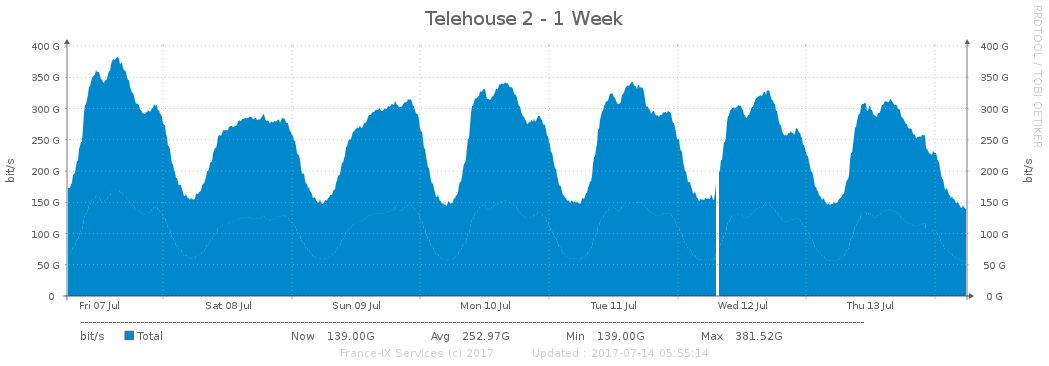 Telehouse 2 - 1 Week
RRDTOOL / TOBI OETIKER
400 G 400 G
350 G 350 G
300 G 300 G
250 G 250 G
200 G 200 G
150 G 150 G
100 G 100 G
50 G 50 G
0 0 G
bit/s bit/s
Fri 07 Jul Sat 08 Jul Sun 09 Jul Mon 10 Jul Tue 11 Jul Wed 12 Jul Thu 13 Jul
bit/s Total Now 139.00G Avg 252.97G Min 139.00G Max 381.52G
France-IX Services (c) 2017 Updated : 2017-07-14 05:55:14